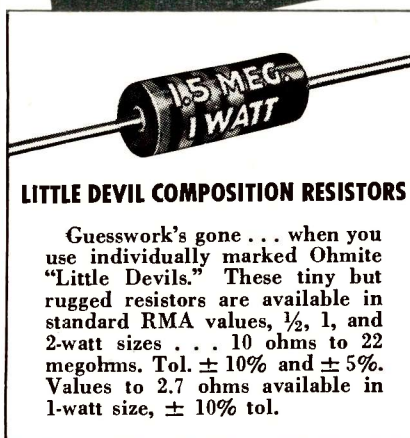 1.5 MEG.
1 WATT
LITTLE DEVIL COMPOSITION RESISTORS
Guesswork's gone . . . when you
use individually marked Ohmite
"Little Devils." These tiny but
rugged resistors are available in
standard RMA values, ½, 1, and
2-watt sizes . . . 10 ohms to 22
megohms. Tol. ± 10% and ± 5%.
Values to 2.7 ohms available in
1-watt size, ± 10% tol.